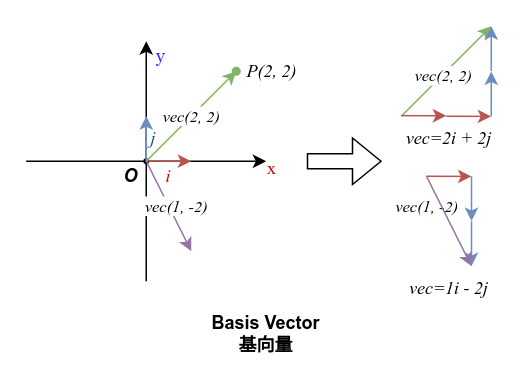 y
P(2, 2)
vec(2, 2)
j
x
O
i
vec(1, -2)
vec(2, 2)
vec=2i + 2j
vec(1, -2)
vec=1i - 2j
Basis Vector
基向量